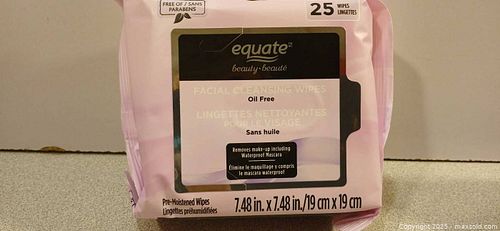 FREE OF / SANS
PARABENS
25 WIPES
LINGETTES
equate
beauty • beauté
FACIAL CLEANSING WIPES
Oil Free
LINGETTES NETTOYANTES
POUR LE VISAGE
Sans huile
Removes make-up including
Waterproof Mascara
Élimine le maquillage y compris
le mascara waterproof
Pre-Moistened Wipes
Lingettes préhumidifiées
7.48 in. x 7.48 in./19 cm x 19 cm
Copyright 2025 - maxsold.com